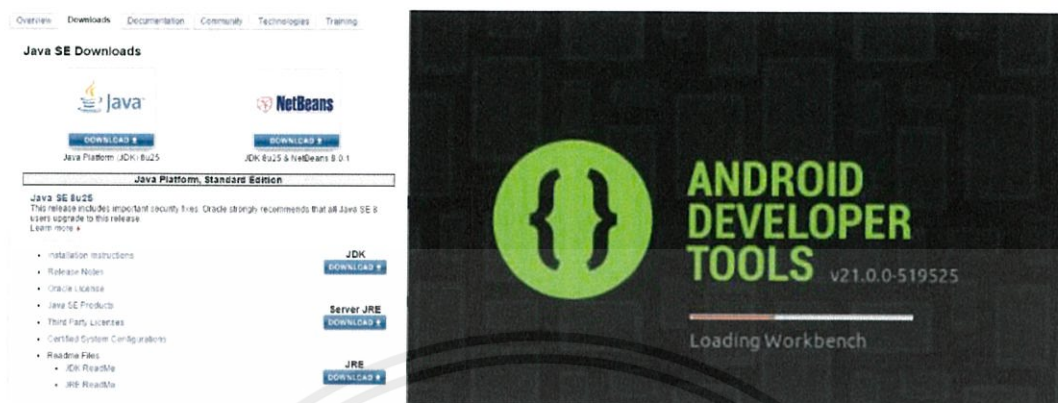 Overview Downloads Documentation Community Technologies Training
Java SE Downloads
Java
NetBeans
DOWNLOAD
DOWNLOAD
Java Platform (JDK) 8u25
JDK 8u25 & NetBeans 8.0.1
Java Platform, Standard Edition
Java SE 8u25
This release includes important security fixes. Oracle strongly recommends that all Java SE 8
users upgrade to this release.
Learn more
Installation Instructions
Release Notes
Oracle License
Java SE Products
Third Party Licenses
Certified System Configurations
Readme Files
JDK ReadMe
JRE ReadMe
JDK
DOWNLOAD
Server JRE
DOWNLOAD
JRE
DOWNLOAD
ANDROID
DEVELOPER
TOOLS v21.0.0-519525
Loading Workbench